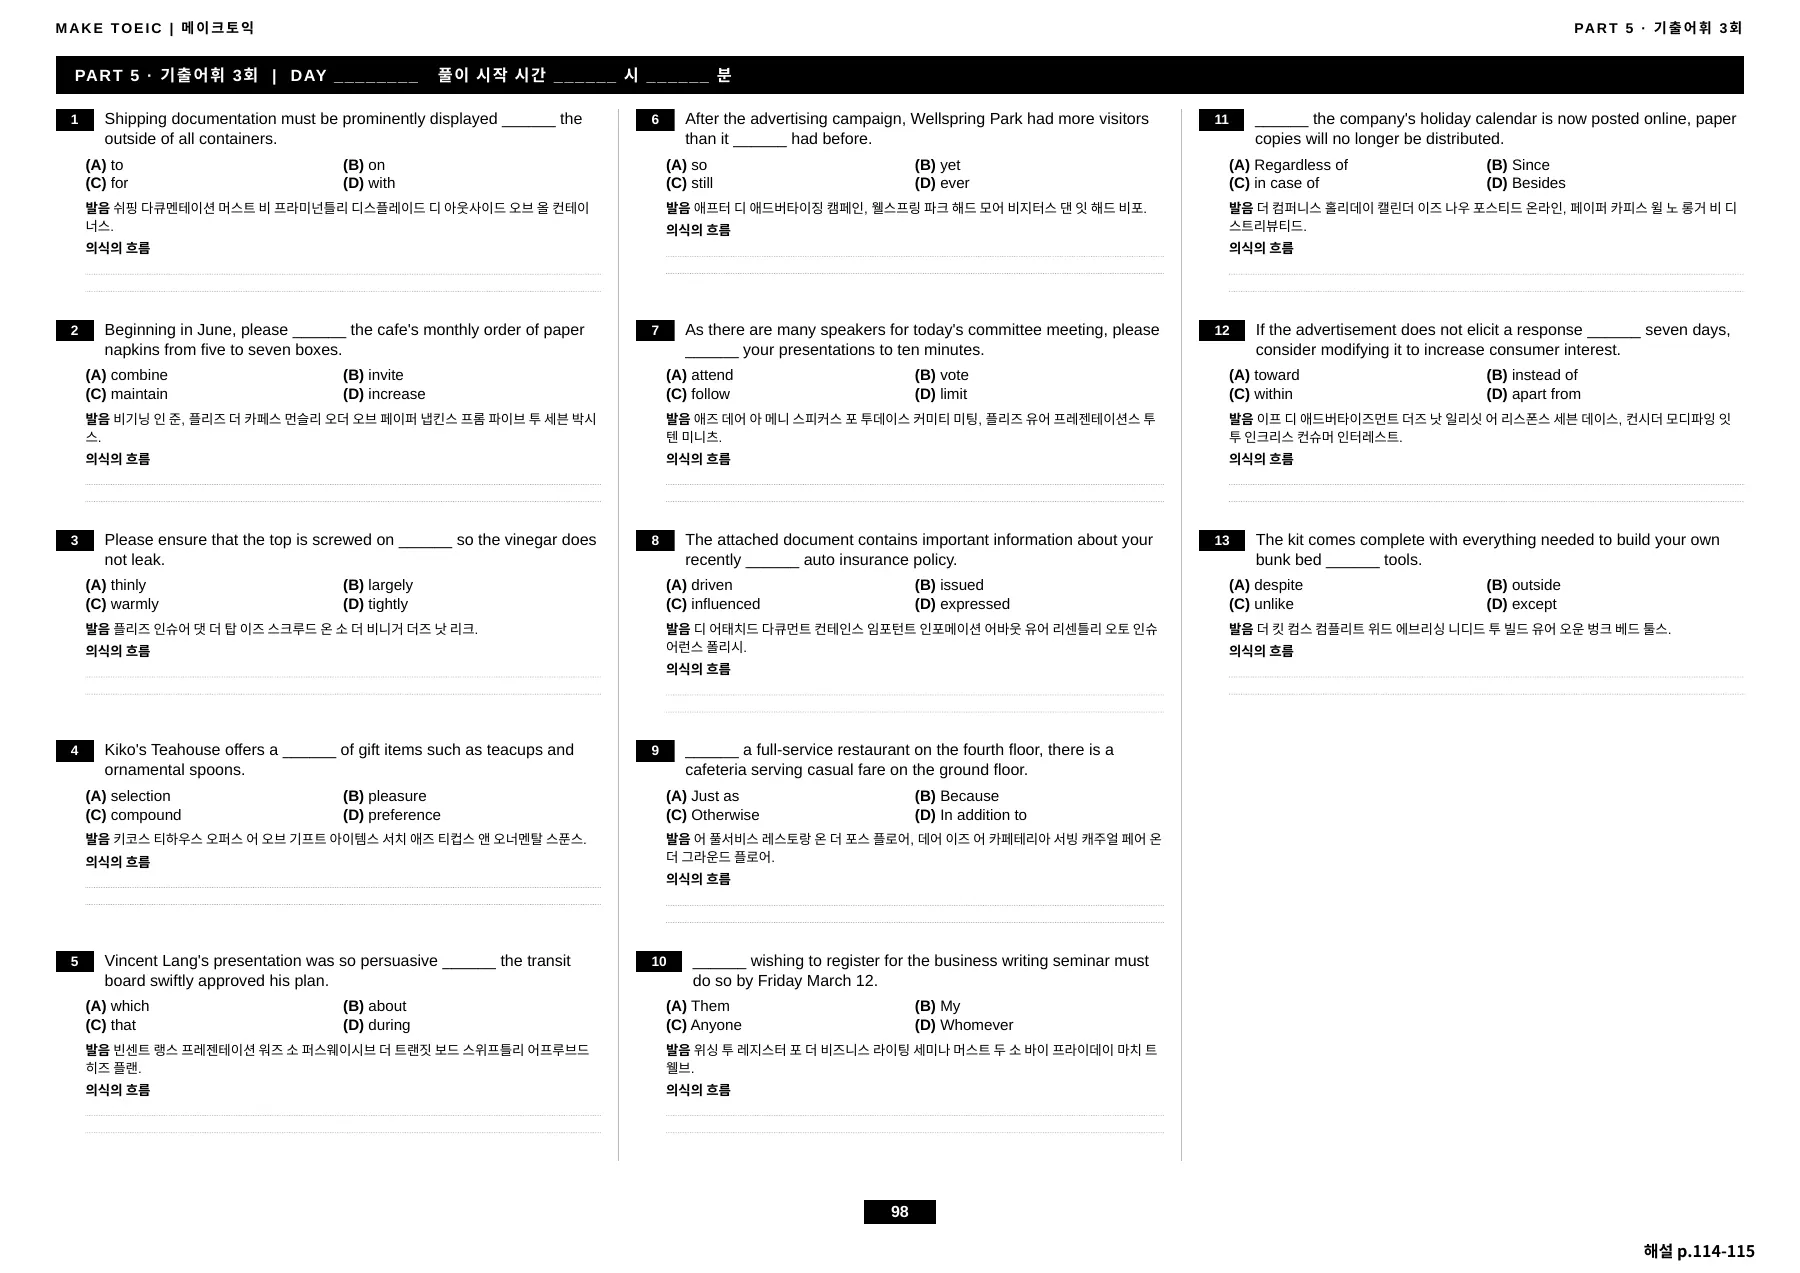 MAKE TOEIC | 메이크토익
PART 5 · 기출어휘 3회
PART 5 · 기출어휘 3회 | DAY ________ 풀이 시작 시간 ______ 시 ______ 분
1 Shipping documentation must be prominently displayed ______ the
outside of all containers.
(A) to (B) on
(C) for (D) with
발음 쉬핑 다큐멘테이션 머스트 비 프라미넌틀리 디스플레이드 디 아웃사이드 오브 올 컨테이
너스.
의식의 흐름
2 Beginning in June, please ______ the cafe's monthly order of paper
napkins from five to seven boxes.
(A) combine (B) invite
(C) maintain (D) increase
발음 비기닝 인 준, 플리즈 더 카페스 먼슬리 오더 오브 페이퍼 냅킨스 프롬 파이브 투 세븐 박시
스.
의식의 흐름
3 Please ensure that the top is screwed on ______ so the vinegar does
not leak.
(A) thinly (B) largely
(C) warmly (D) tightly
발음 플리즈 인슈어 댓 더 탑 이즈 스크루드 온 소 더 비니거 더즈 낫 리크.
의식의 흐름
4 Kiko's Teahouse offers a ______ of gift items such as teacups and
ornamental spoons.
(A) selection (B) pleasure
(C) compound (D) preference
발음 키코스 티하우스 오퍼스 어 오브 기프트 아이템스 서치 애즈 티컵스 앤 오너멘탈 스푼스.
의식의 흐름
5 Vincent Lang's presentation was so persuasive ______ the transit
board swiftly approved his plan.
(A) which (B) about
(C) that (D) during
발음 빈센트 랭스 프레젠테이션 워즈 소 퍼스웨이시브 더 트랜짓 보드 스위프틀리 어프루브드
히즈 플랜.
의식의 흐름
6 After the advertising campaign, Wellspring Park had more visitors
than it ______ had before.
(A) so (B) yet
(C) still (D) ever
발음 애프터 디 애드버타이징 캠페인, 웰스프링 파크 해드 모어 비지터스 댄 잇 해드 비포.
의식의 흐름
7 As there are many speakers for today's committee meeting, please
______ your presentations to ten minutes.
(A) attend (B) vote
(C) follow (D) limit
발음 애즈 데어 아 메니 스피커스 포 투데이스 커미티 미팅, 플리즈 유어 프레젠테이션스 투
텐 미니츠.
의식의 흐름
8 The attached document contains important information about your
recently ______ auto insurance policy.
(A) driven (B) issued
(C) influenced (D) expressed
발음 디 어태치드 다큐먼트 컨테인스 임포턴트 인포메이션 어바웃 유어 리센틀리 오토 인슈
어런스 폴리시.
의식의 흐름
9 ______ a full-service restaurant on the fourth floor, there is a
cafeteria serving casual fare on the ground floor.
(A) Just as (B) Because
(C) Otherwise (D) In addition to
발음 어 풀서비스 레스토랑 온 더 포스 플로어, 데어 이즈 어 카페테리아 서빙 캐주얼 페어 온
더 그라운드 플로어.
의식의 흐름
10 ______ wishing to register for the business writing seminar must
do so by Friday March 12.
(A) Them (B) My
(C) Anyone (D) Whomever
발음 위싱 투 레지스터 포 더 비즈니스 라이팅 세미나 머스트 두 소 바이 프라이데이 마치 트
웰브.
의식의 흐름
11 ______ the company's holiday calendar is now posted online, paper
copies will no longer be distributed.
(A) Regardless of (B) Since
(C) in case of (D) Besides
발음 더 컴퍼니스 홀리데이 캘린더 이즈 나우 포스티드 온라인, 페이퍼 카피스 윌 노 롱거 비 디
스트리뷰티드.
의식의 흐름
12 If the advertisement does not elicit a response ______ seven days,
consider modifying it to increase consumer interest.
(A) toward (B) instead of
(C) within (D) apart from
발음 이프 디 애드버타이즈먼트 더즈 낫 일리싯 어 리스폰스 세븐 데이스, 컨시더 모디파잉 잇
투 인크리스 컨슈머 인터레스트.
의식의 흐름
13 The kit comes complete with everything needed to build your own
bunk bed ______ tools.
(A) despite (B) outside
(C) unlike (D) except
발음 더 킷 컴스 컴플리트 위드 에브리싱 니디드 투 빌드 유어 오운 벙크 베드 툴스.
의식의 흐름
98
해설 p.114-115